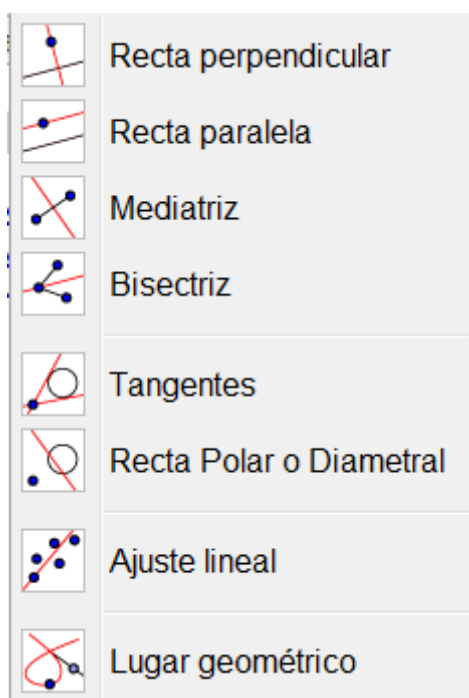 Recta perpendicular
Recta paralela
Mediatriz
Bisectriz
Tangentes
Recta Polar o Diametral
Ajuste lineal
Lugar geométrico